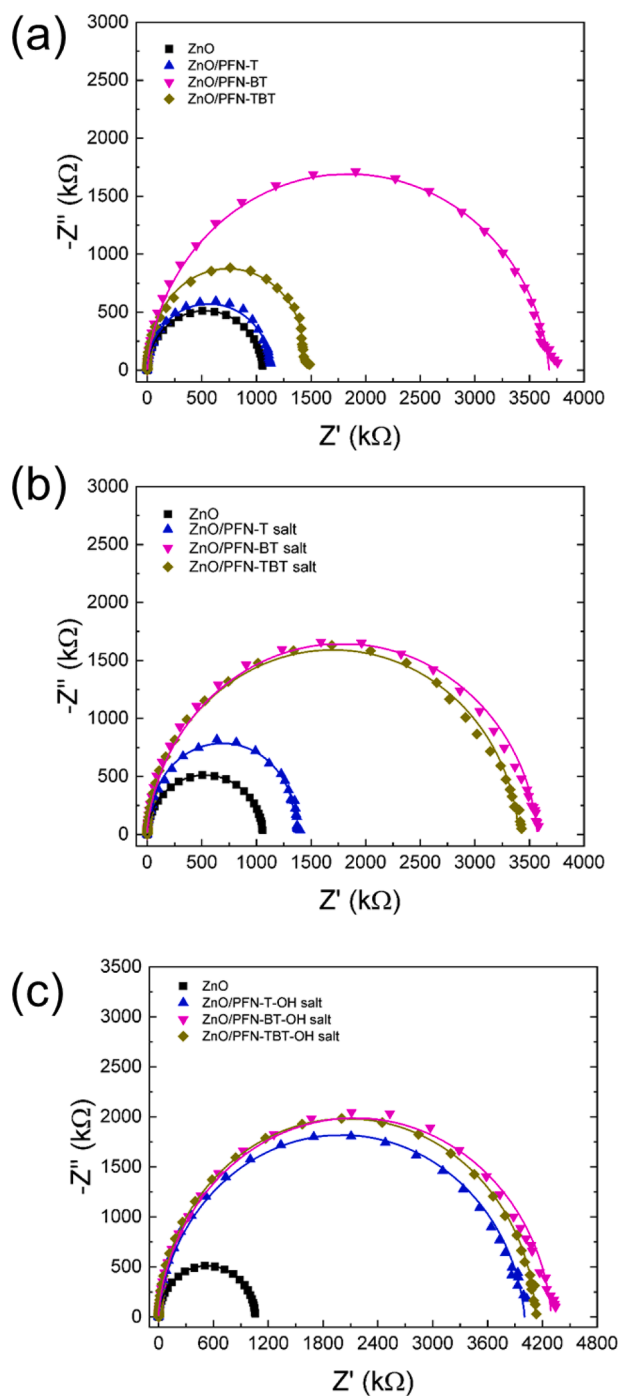 (a)
3000
2500
2000
1500
1000
500
0
-Z" (kΩ)
ZnO
ZnO/PFN-T
ZnO/PFN-BT
ZnO/PFN-TBT
0 500 1000 1500 2000 2500 3000 3500 4000
Z' (kΩ)
(b)
3000
2500
2000
1500
1000
500
0
-Z" (kΩ)
ZnO
ZnO/PFN-T salt
ZnO/PFN-BT salt
ZnO/PFN-TBT salt
0 500 1000 1500 2000 2500 3000 3500 4000
Z' (kΩ)
(c)
3500
3000
2500
2000
1500
1000
500
0
-Z" (kΩ)
ZnO
ZnO/PFN-T-OH salt
ZnO/PFN-BT-OH salt
ZnO/PFN-TBT-OH salt
0 600 1200 1800 2400 3000 3600 4200 4800
Z' (kΩ)